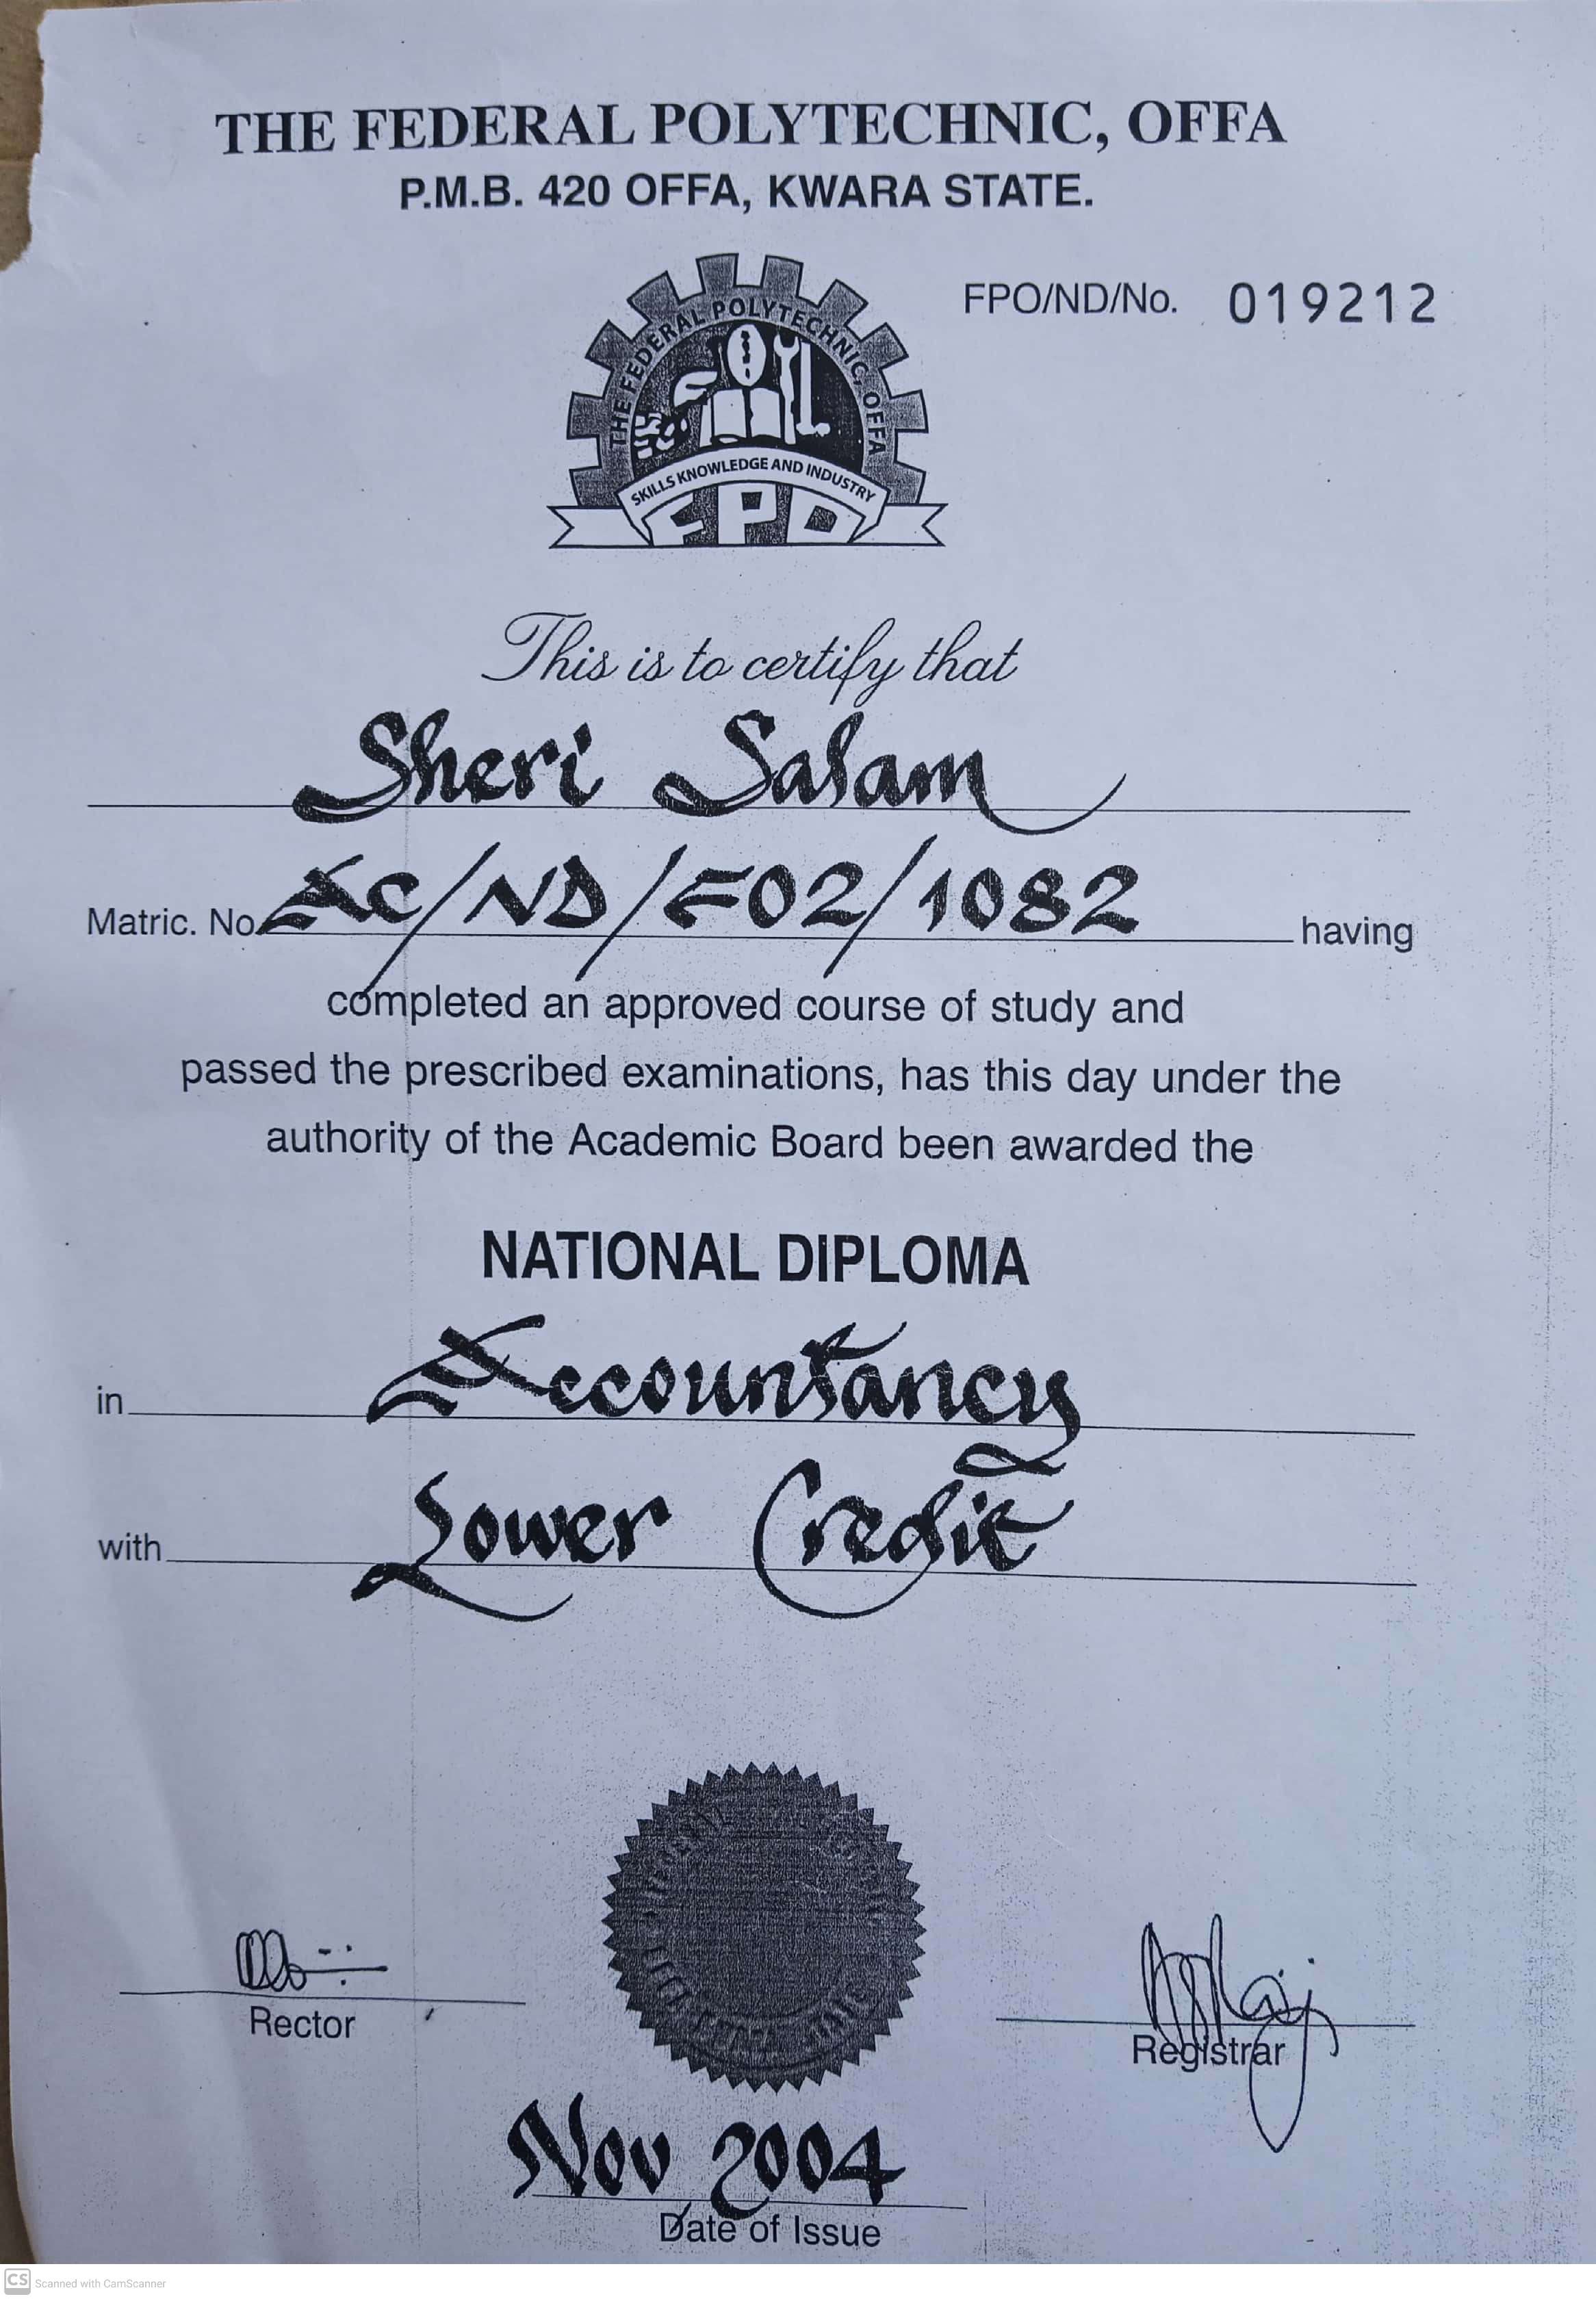 THE FEDERAL POLYTECHNIC, OFFA
P.M.B. 420 OFFA, KWARA STATE.
FPO/ND/No. 019212
THE FEDERAL POLYTECHNIC, OFFA
SKILLS KNOWLEDGE AND INDUSTRY
FPO
This is to certify that
Sheri Salam
Matric. No. AC/ND/F02/1082 having
completed an approved course of study and
passed the prescribed examinations, has this day under the
authority of the Academic Board been awarded the
NATIONAL DIPLOMA
in Accountancy
with Lower Credit
Rector
Registrar
Nov, 2004
Date of Issue
CS Scanned with CamScanner